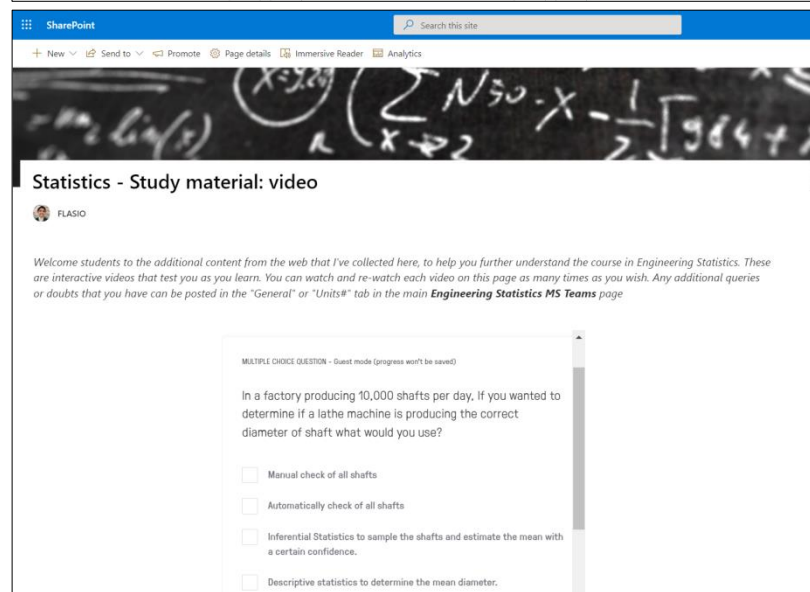 SharePoint
Search this site
New Send to Promote Page details Immersive Reader Analytics
Statistics - Study material: video
FLASIO
Welcome students to the additional content from the web that I've collected here, to help you further understand the course in Engineering Statistics. These
are interactive videos that test you as you learn. You can watch and re-watch each video on this page as many times as you wish. Any additional queries
or doubts that you have can be posted in the "General" or "Units#" tab in the main Engineering Statistics MS Teams page
MULTIPLE CHOICE QUESTION - Guest mode (progress won't be saved)
In a factory producing 10,000 shafts per day, If you wanted to
determine if a lathe machine is producing the correct
diameter of shaft what would you use?
Manual check of all shafts
Automatically check of all shafts
Inferential Statistics to sample the shafts and estimate the mean with
a certain confidence.
Descriptive statistics to determine the mean diameter.